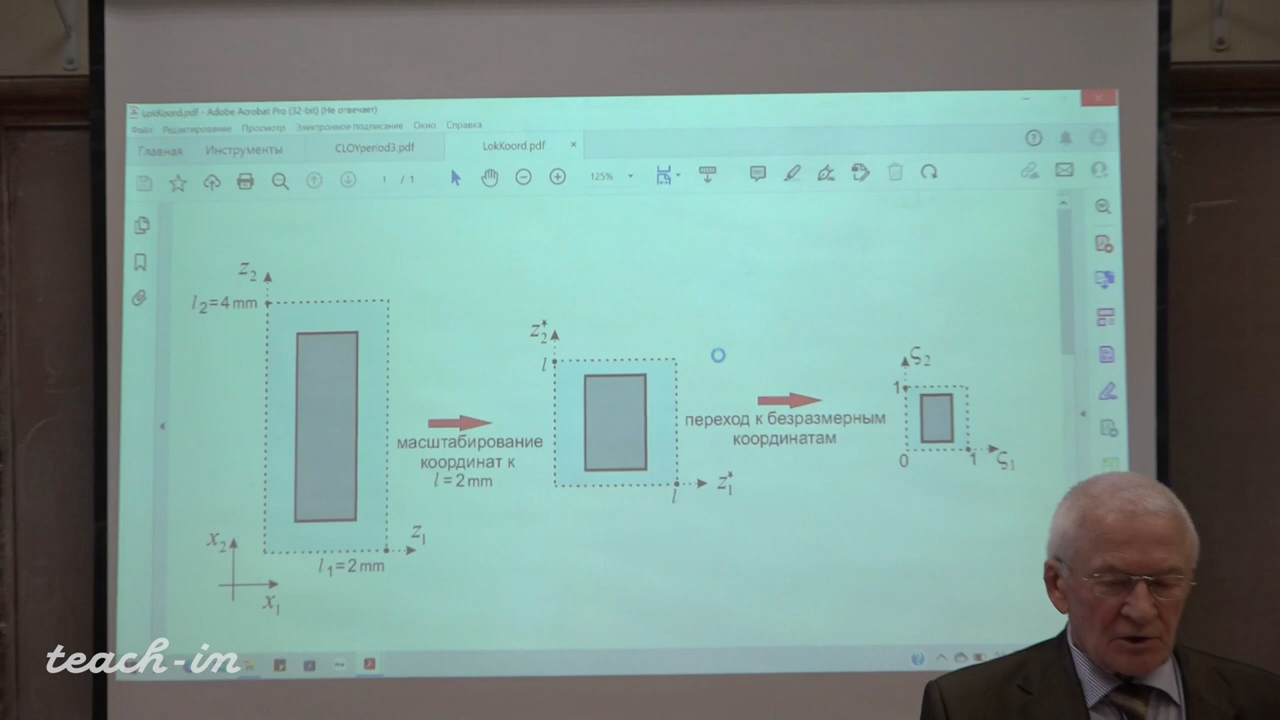 LokKoord.pdf - Adobe Acrobat Pro (32-bit) (Не отвечает)
Файл Редактирование Просмотр Электронное подписание Окно Справка
Главная Инструменты CLOYperiod3.pdf LokKoord.pdf ×
1 / 1 125%
z₂
l₂=4 mm
z₁
l₁=2 mm
x₂
x₁
масштабирование
координат к
l = 2 mm
z₂*
l
l
z₁*
переход к безразмерным
координатам
ς₂
1
0
1
ς₁
teach-in